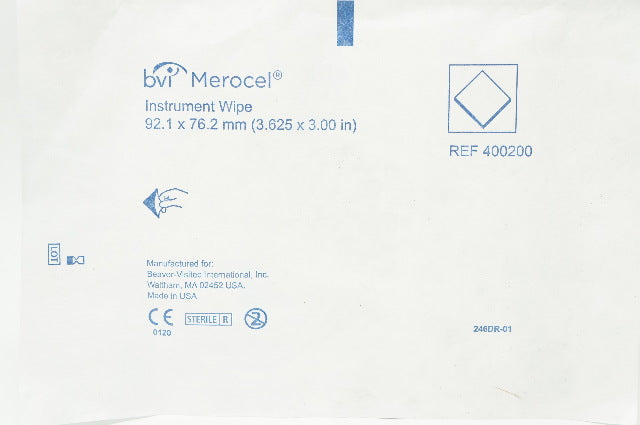 bvi Merocel®
Instrument Wipe
92.1 x 76.2 mm (3.625 x 3.00 in)
REF 400200
LOT
Manufactured for:
Beaver-Visitec International, Inc.
Waltham, MA 02452 USA.
Made in USA
CE
0120
STERILE R
2
246DR-01